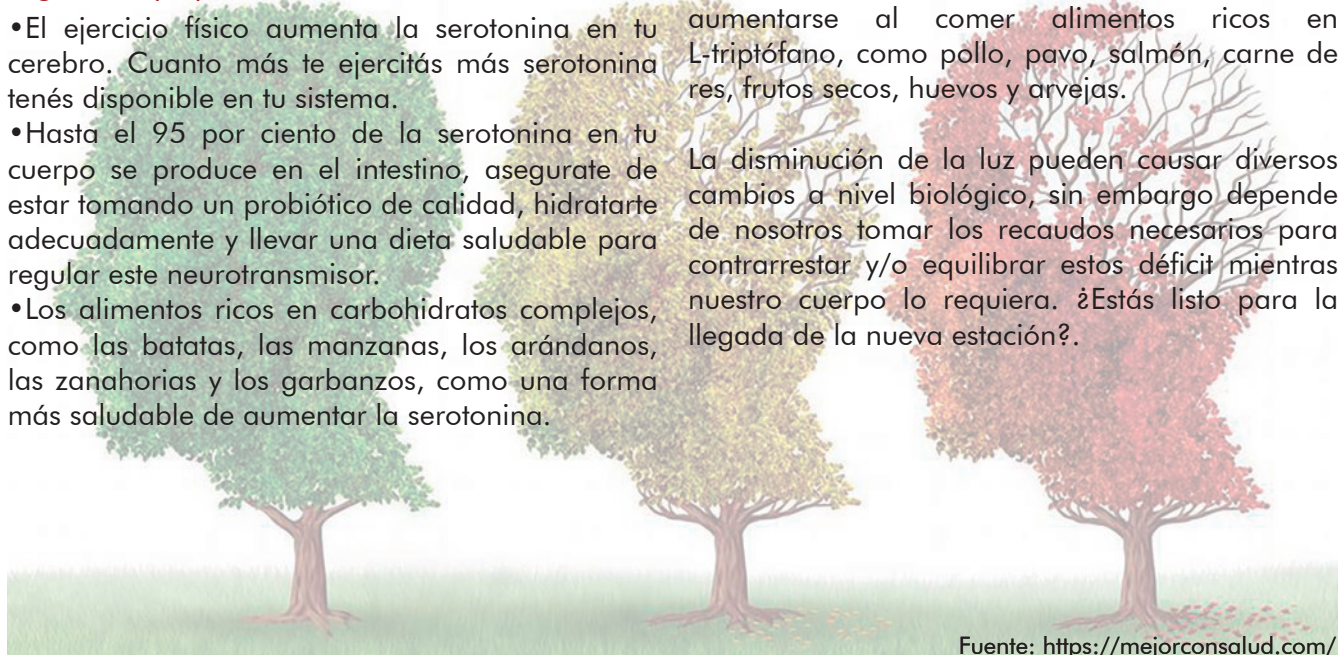 •El ejercicio físico aumenta la serotonina en tu
cerebro. Cuanto más te ejercitás más serotonina
tenés disponible en tu sistema.
•Hasta el 95 por ciento de la serotonina en tu
cuerpo se produce en el intestino, asegurate de
estar tomando un probiótico de calidad, hidratarte
adecuadamente y llevar una dieta saludable para
regular este neurotransmisor.
•Los alimentos ricos en carbohidratos complejos,
como las batatas, las manzanas, los arándanos,
las zanahorias y los garbanzos, como una forma
más saludable de aumentar la serotonina.
aumentarse al comer alimentos ricos en
L-triptófano, como pollo, pavo, salmón, carne de
res, frutos secos, huevos y arvejas.
La disminución de la luz pueden causar diversos
cambios a nivel biológico, sin embargo depende
de nosotros tomar los recaudos necesarios para
contrarrestar y/o equilibrar estos déficit mientras
nuestro cuerpo lo requiera. ¿Estás listo para la
llegada de la nueva estación?.
Fuente: https://mejorconsalud.com/